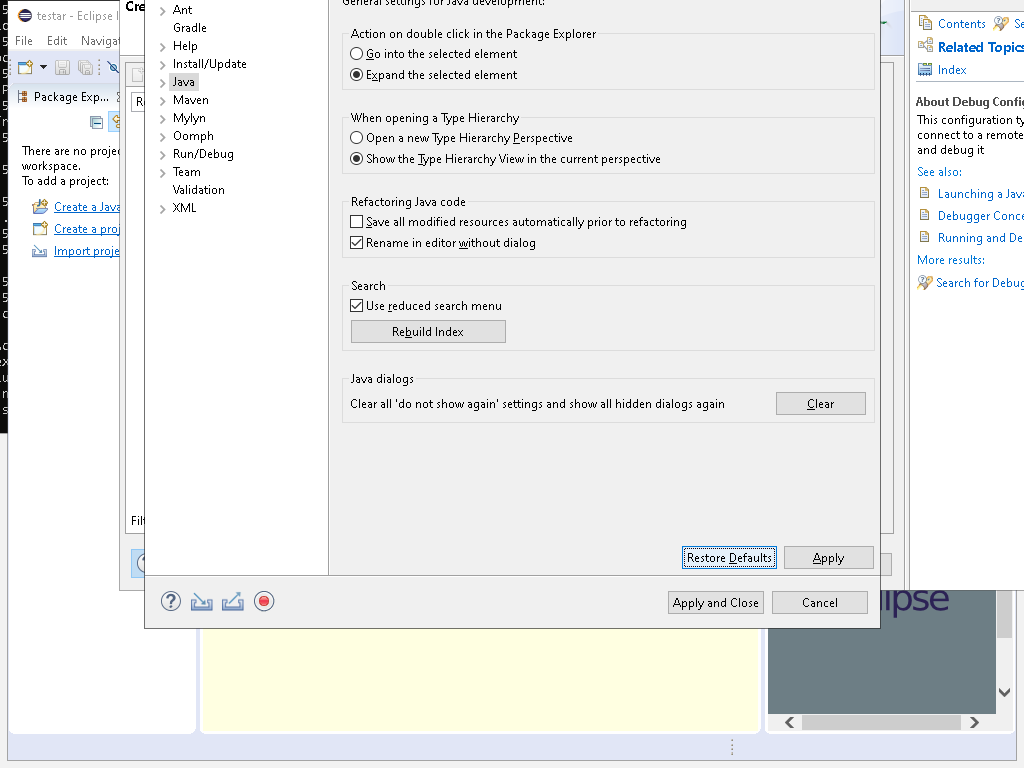 testar - Eclipse I
Cre
File Edit Navigat
Package Exp...
There are no proje
workspace.
To add a project:
Create a Java
Create a proj
Import proje
Ant
Gradle
Help
Install/Update
Java
Maven
Mylyn
Oomph
Run/Debug
Team
Validation
XML
General settings for Java development:
Action on double click in the Package Explorer
Go into the selected element
Expand the selected element
When opening a Type Hierarchy
Open a new Type Hierarchy Perspective
Show the Type Hierarchy View in the current perspective
Refactoring Java code
Save all modified resources automatically prior to refactoring
Rename in editor without dialog
Search
Use reduced search menu
Rebuild Index
Java dialogs
Clear all 'do not show again' settings and show all hidden dialogs again
Clear
Restore Defaults
Apply
Apply and Close
Cancel
Filt
Contents Se
Related Topics
Index
About Debug Config
This configuration ty
connect to a remote
and debug it
See also:
Launching a Java
Debugger Conce
Running and De
More results:
Search for Debug
lipse